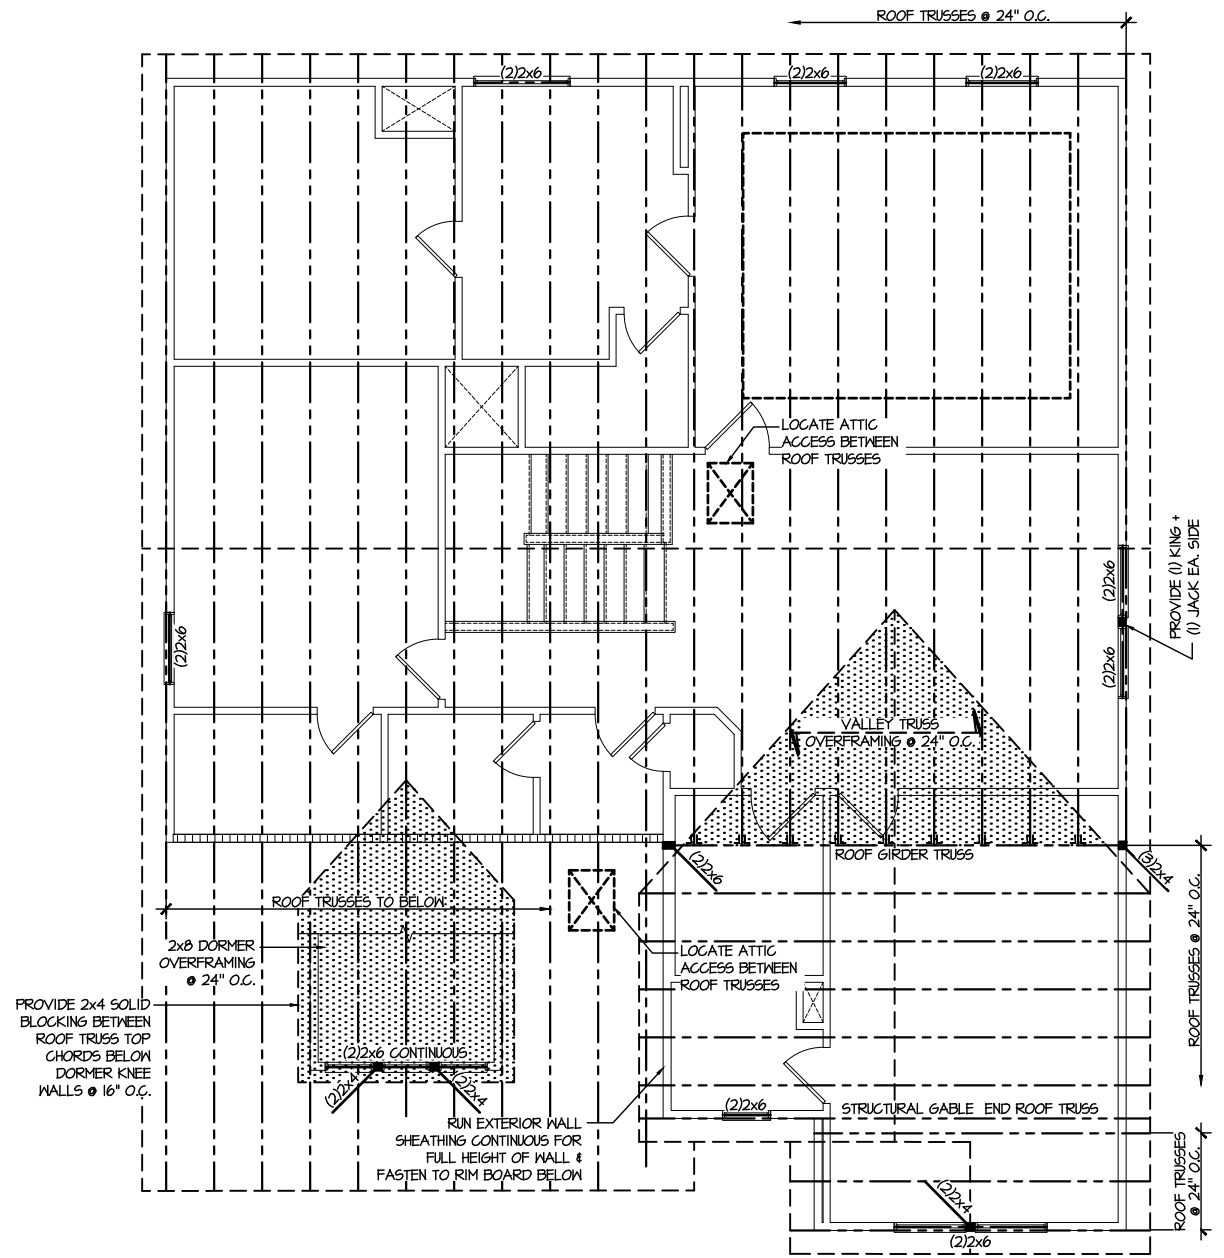 ROOF TRUSSES @ 24" O.C.
(2)2x6
(2)2x6
(2)2x6
LOCATE ATTIC
ACCESS BETWEEN
ROOF TRUSSES
PROVIDE (1) KING +
(1) JACK EA. SIDE
(2)2x6
(2)2x6
(2)2x6
VALLEY TRUSS
OVERFRAMING @ 24" O.C.
ROOF GIRDER TRUSS
(2)2x6
(3)2x4
ROOF TRUSSES @ 24" O.C.
ROOF TRUSSES TO BELOW
2x8 DORMER
OVERFRAMING
@ 24" O.C.
LOCATE ATTIC
ACCESS BETWEEN
ROOF TRUSSES
PROVIDE 2x4 SOLID
BLOCKING BETWEEN
ROOF TRUSS TOP
CHORDS BELOW
DORMER KNEE
WALLS @ 16" O.C.
(2)2x6 CONTINUOUS
(2)2x4
(2)2x4
(2)2x6
STRUCTURAL GABLE END ROOF TRUSS
RUN EXTERIOR WALL
SHEATHING CONTINUOUS FOR
FULL HEIGHT OF WALL &
FASTEN TO RIM BOARD BELOW
ROOF TRUSSES
@ 24" O.C.
(2)2x4
(2)2x6